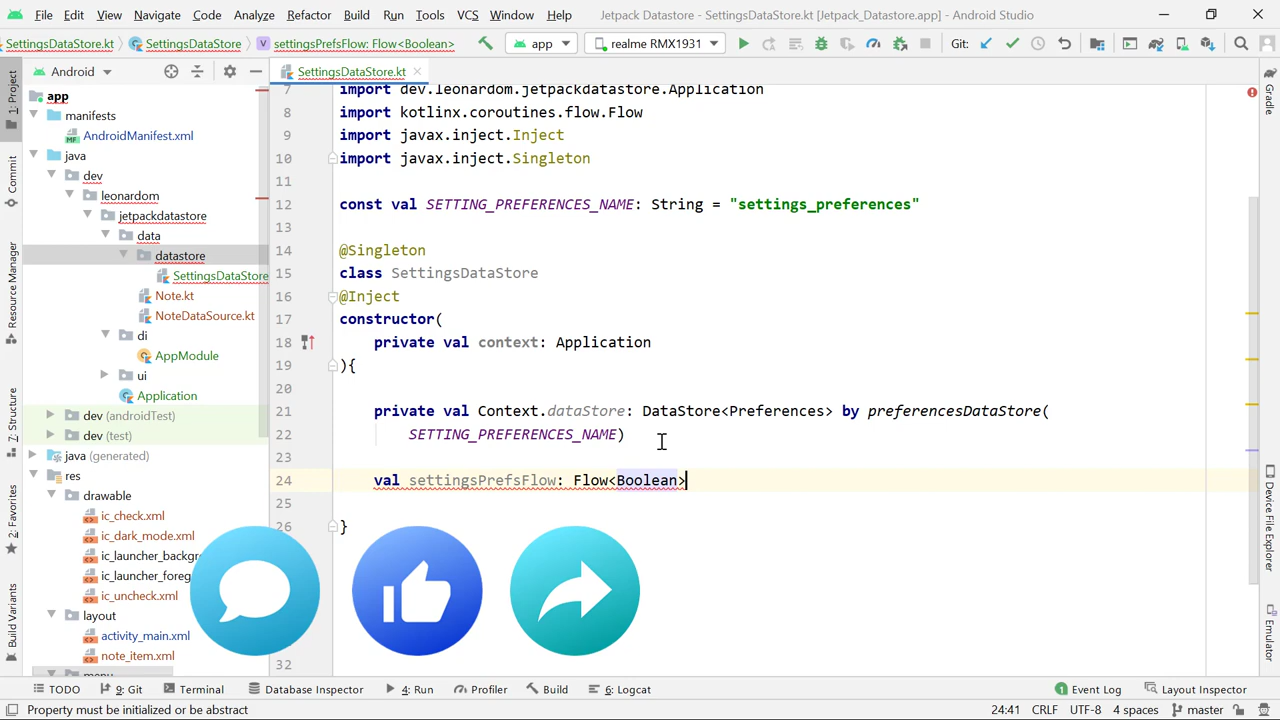 File Edit View Navigate Code Analyze Refactor Build Run Tools VCS Window Help Jetpack Datastore - SettingsDataStore.kt [Jetpack_Datastore.app] - Android Studio
SettingsDataStore.kt SettingsDataStore settingsPrefsFlow: Flow<Boolean> app realme RMX1931 Git:
Android
SettingsDataStore.kt
1: Project
Commit
Resource Manager
Z: Structure
2: Favorites
Build Variants
app
manifests
AndroidManifest.xml
java
dev
leonardom
jetpackdatastore
data
datastore
SettingsDataStore
Note.kt
NoteDataSource.kt
di
AppModule
ui
Application
dev (androidTest)
dev (test)
java (generated)
res
drawable
ic_check.xml
ic_dark_mode.xml
ic_launcher_backg
ic_launcher_foreg
ic_uncheck.xml
layout
activity_main.xml
note_item.xml
menu
7 import dev.leonardom.jetpackdatastore.Application
8 import kotlinx.coroutines.flow.Flow
9 import javax.inject.Inject
10 import javax.inject.Singleton
11
12 const val SETTING_PREFERENCES_NAME: String = "settings_preferences"
13
14 @Singleton
15 class SettingsDataStore
16 @Inject
17 constructor(
18 private val context: Application
19 ){
20
21 private val Context.dataStore: DataStore<Preferences> by preferencesDataStore(
22 SETTING_PREFERENCES_NAME)
23
24 val settingsPrefsFlow: Flow<Boolean>
25
26 }
32
Gradle
Device File Explorer
Emulator
TODO 9: Git Terminal Database Inspector 4: Run Profiler Build 6: Logcat 1 Event Log Layout Inspector
Property must be initialized or be abstract 24:41 CRLF UTF-8 4 spaces master